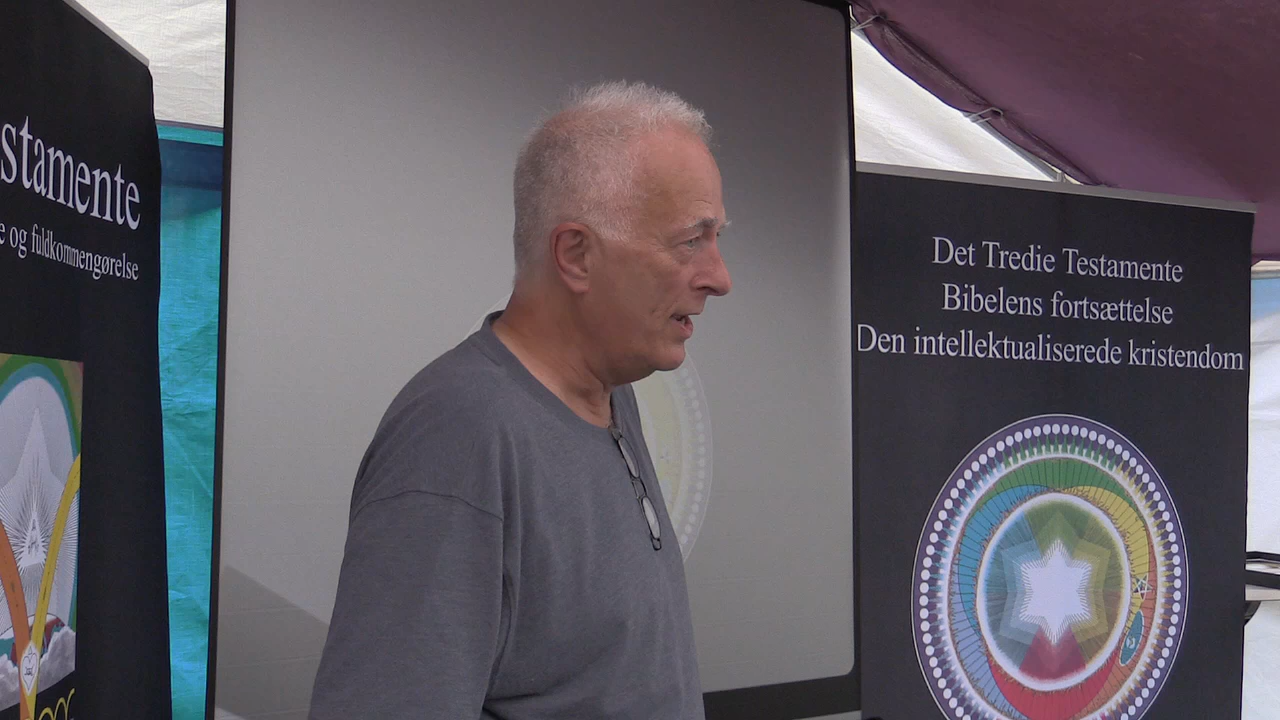 stamente
e og fuldkommengørelse
Det Tredie Testamente
Bibelens fortsættelse
Den intellektualiserede kristendom